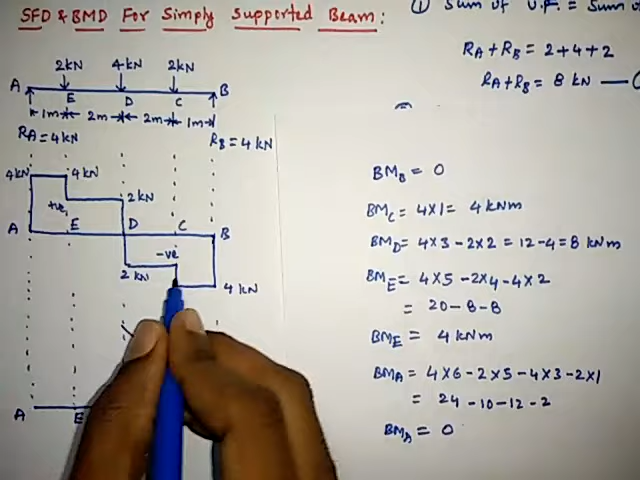 SFD & BMD For Simply Supported Beam:
① Sum of U.F. = Sum of
RA+RB = 2+4+2
RA+RB = 8 kN — (
2kN 4kN 2kN
A E D C B
1m 2m 2m 1m
RA = 4kN RB = 4 kN
4kN 4kN
2kN
+ve
A E D C B
-ve
2 kN 4 kN
A E
BMB = 0
BMC = 4×1 = 4 kNm
BMD = 4×3 - 2×2 = 12-4 = 8 kNm
BME = 4×5 - 2×4 - 4×2
= 20-8-8
BME = 4 kNm
BMA = 4×6 - 2×5 - 4×3 - 2×1
= 24 -10 -12 -2
BMA = 0